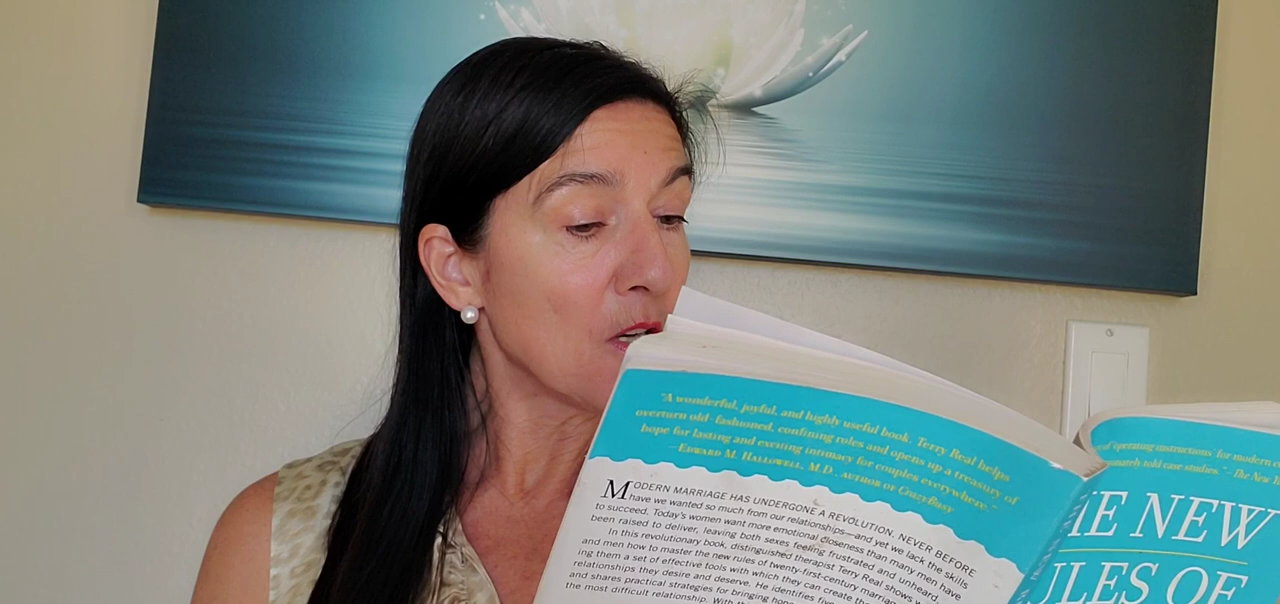 "A wonderful, joyful, and highly useful book. Terry Real helps
overturn old-fashioned, confining roles and opens up a treasury of
hope for lasting and exciting intimacy for couples everywhere."
—EDWARD M. HALLOWELL, M.D., AUTHOR OF CrazyBusy
MODERN MARRIAGE HAS UNDERGONE A REVOLUTION. NEVER BEFORE
have we wanted so much from our relationships—and yet we lack the skills
to succeed. Today's women want more emotional closeness than many men have
been raised to deliver, leaving both sexes feeling frustrated and unheard.
In this revolutionary book, distinguished therapist Terry Real shows
and men how to master the new rules of twenty-first-century
ing them a set of effective tools with which they can create the
relationships they desire and deserve. He identifies
and shares practical strategies for bringing
the most difficult relationship. With
of 'operating instructions' for modern
told case studies." —The New
NEW
OF